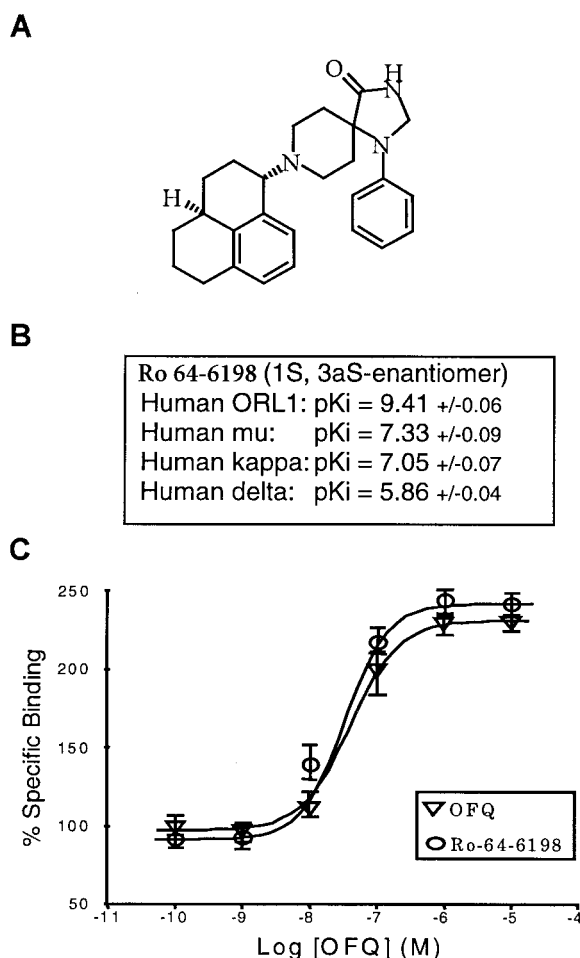 A
O
H
N
N
N
H
B
Ro 64-6198 (1S, 3aS-enantiomer)
Human ORL1: pKi = 9.41 +/-0.06
Human mu: pKi = 7.33 +/-0.09
Human kappa: pKi = 7.05 +/-0.07
Human delta: pKi = 5.86 +/-0.04
C
% Specific Binding
250
200
150
100
50
OFQ
Ro-64-6198
-11 -10 -9 -8 -7 -6 -5 -4
Log [OFQ] (M)